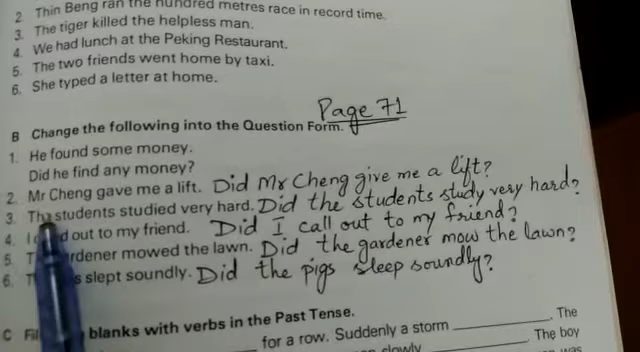 2. Thin Beng ran the hundred metres race in record time.
3. The tiger killed the helpless man.
4. We had lunch at the Peking Restaurant.
5. The two friends went home by taxi.
6. She typed a letter at home.
Page 71
B Change the following into the Question Form.
1. He found some money.
Did he find any money?
2. Mr Cheng gave me a lift. Did Mr Cheng give me a lift?
3. The students studied very hard. Did the students study very hard?
4. I out to my friend. Did I call out to my friend?
5. mowed the lawn. Did the gardener mow the lawn?
6. slept soundly. Did the pigs sleep soundly?
C blanks with verbs in the Past Tense.
for a row. Suddenly a storm ________ . The
slowly ________ . The boy
was